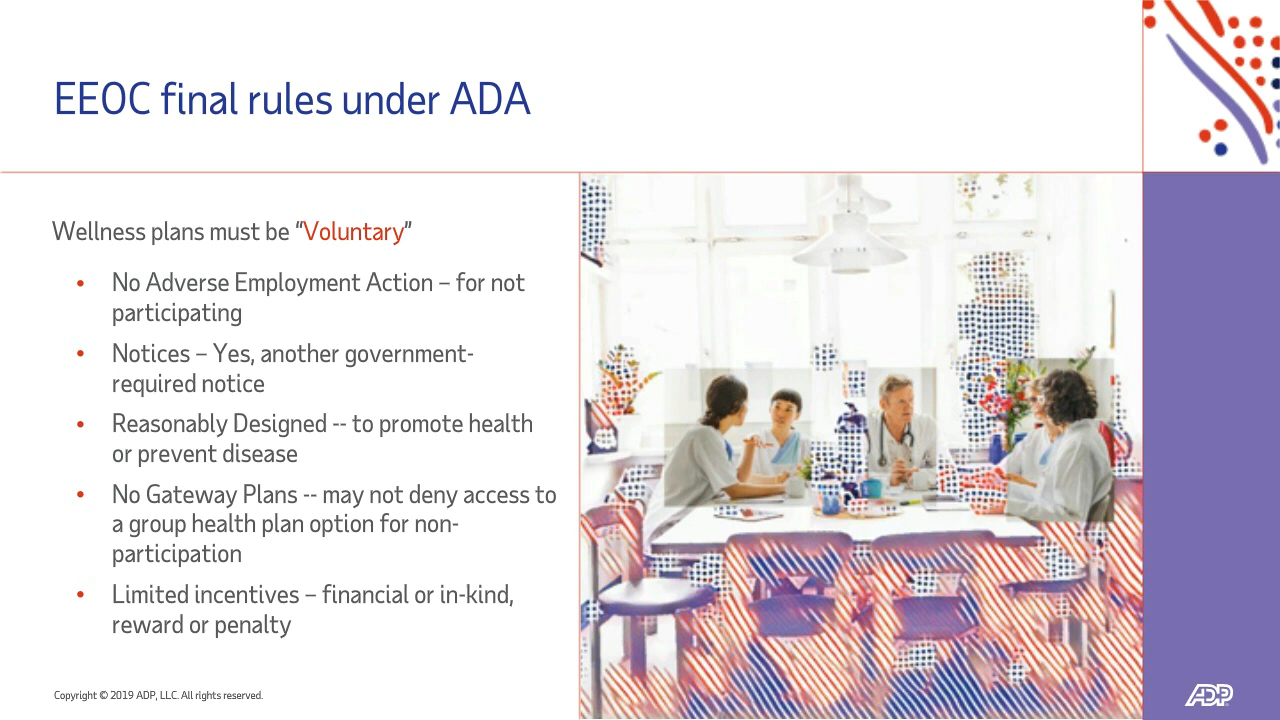 EEOC final rules under ADA
Wellness plans must be “Voluntary”
• No Adverse Employment Action – for not
participating
• Notices – Yes, another government-
required notice
• Reasonably Designed -- to promote health
or prevent disease
• No Gateway Plans -- may not deny access to
a group health plan option for non-
participation
• Limited incentives – financial or in-kind,
reward or penalty
Copyright © 2019 ADP, LLC. All rights reserved.
ADP